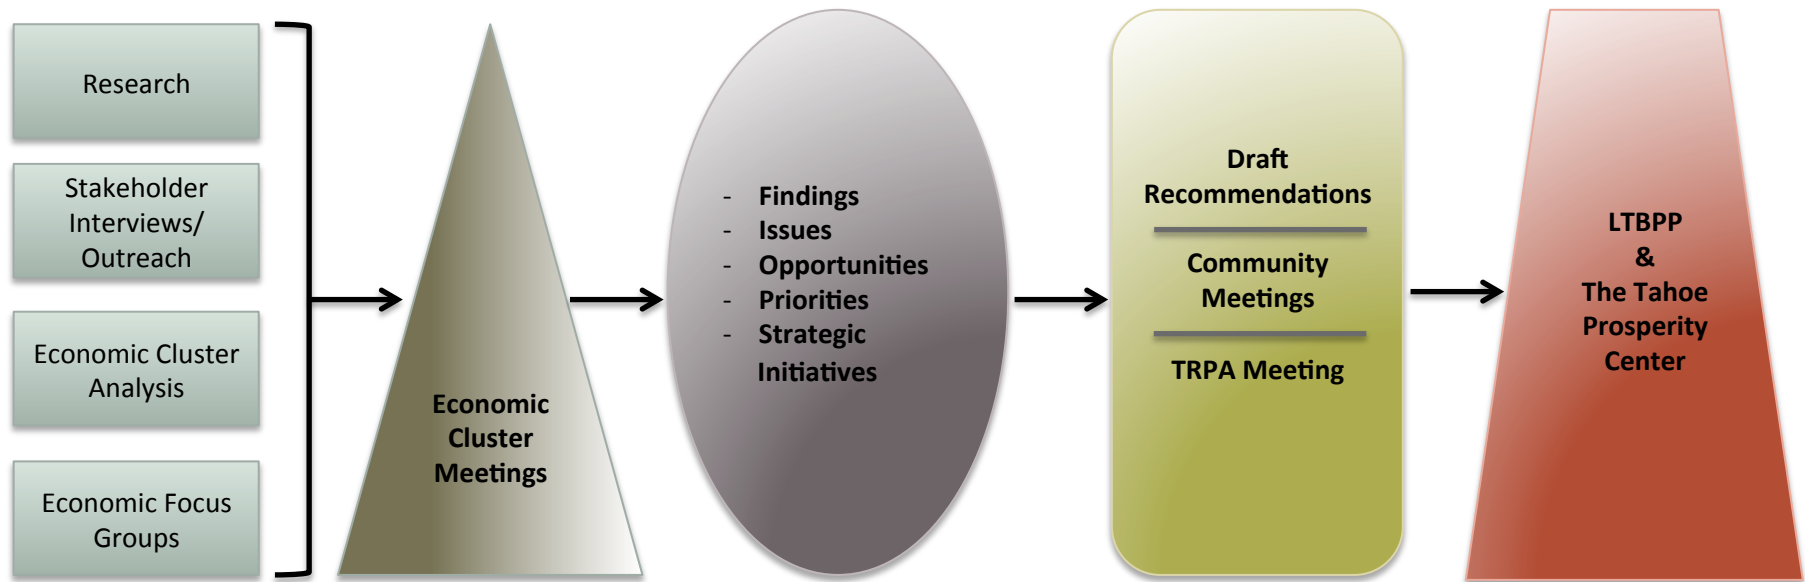 Research
Stakeholder
Interviews/
Outreach
Economic Cluster
Analysis
Economic Focus
Groups
Economic
Cluster
Meetings
- Findings
- Issues
- Opportunities
- Priorities
- Strategic
Initiatives
Draft
Recommendations
Community
Meetings
TRPA Meeting
LTBPP
&
The Tahoe
Prosperity
Center